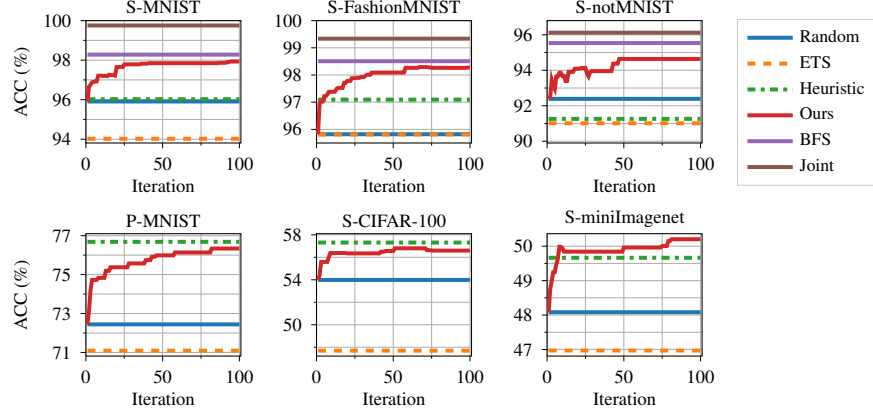 S-MNIST
S-FashionMNIST
S-notMNIST
ACC (%)
100
98
96
94
0
50
100
Iteration
99
98
97
96
0
50
100
Iteration
96
94
92
90
0
50
100
Iteration
Random
ETS
Heuristic
Ours
BFS
Joint
P-MNIST
S-CIFAR-100
S-miniImagenet
ACC (%)
77
75
73
71
0
50
100
Iteration
58
54
50
0
50
100
Iteration
50
49
48
47
0
50
100
Iteration